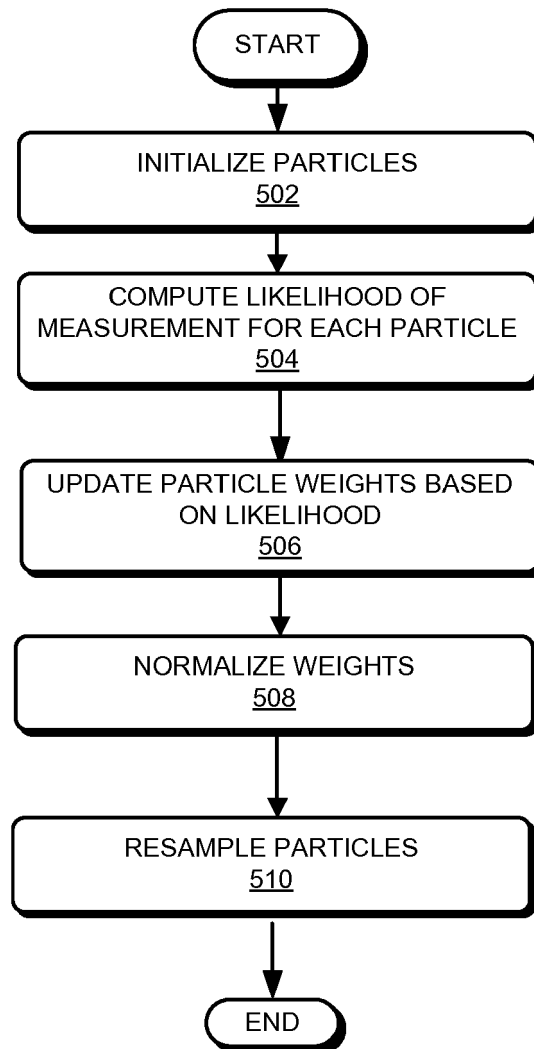 START
INITIALIZE PARTICLES
502
COMPUTE LIKELIHOOD OF
MEASUREMENT FOR EACH PARTICLE
504
UPDATE PARTICLE WEIGHTS BASED
ON LIKELIHOOD
506
NORMALIZE WEIGHTS
508
RESAMPLE PARTICLES
510
END